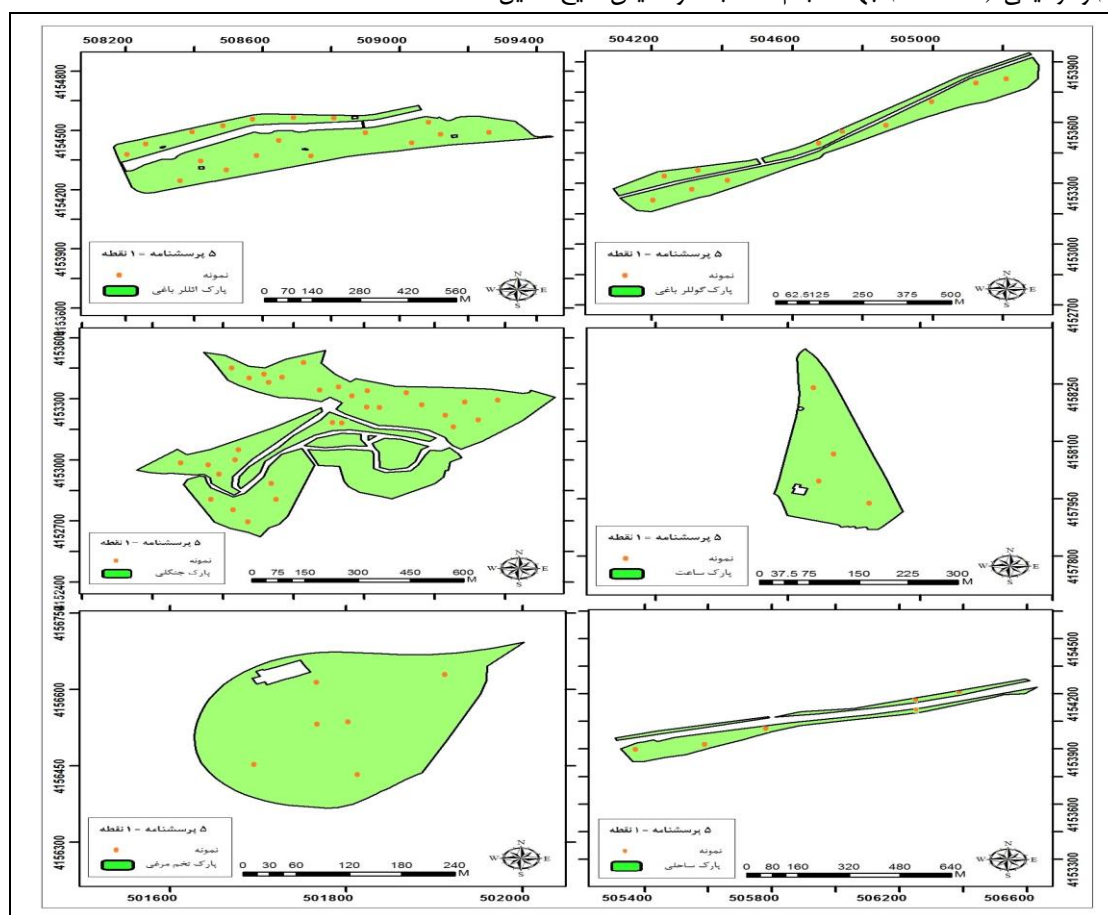 508200 508600 509000 509400
504200 504600 505000
4154800
4154500
4154200
4153900
4153600
۵ پرسشنامه - ۱ نقطه
نمونه
پارک ائللر باغی
0 70 140 280 420 560
M
N
W E
S
4153900
4153600
4153300
4153000
4152700
۵ پرسشنامه - ۱ نقطه
نمونه
پارک گوللر باغی
0 62.5125 250 375 500
M
N
W E
S
4153600
4153300
4153000
4152700
4152400
۵ پرسشنامه - ۱ نقطه
نمونه
پارک جنگلی
0 75 150 300 450 600
M
N
W E
S
4158250
4158100
4157950
4157800
۵ پرسشنامه - ۱ نقطه
نمونه
پارک ساعت
0 37.5 75 150 225 300
M
N
W E
S
4156750
4156600
4156450
4156300
۵ پرسشنامه - ۱ نقطه
نمونه
پارک تخم مرغی
0 30 60 120 180 240
M
N
W E
S
4154500
4154200
4153900
4153600
4153300
۵ پرسشنامه - ۱ نقطه
نمونه
پارک ساحلی
0 80 160 320 480 640
M
N
W E
S
501600 501800 502000
505400 505800 506200 506600